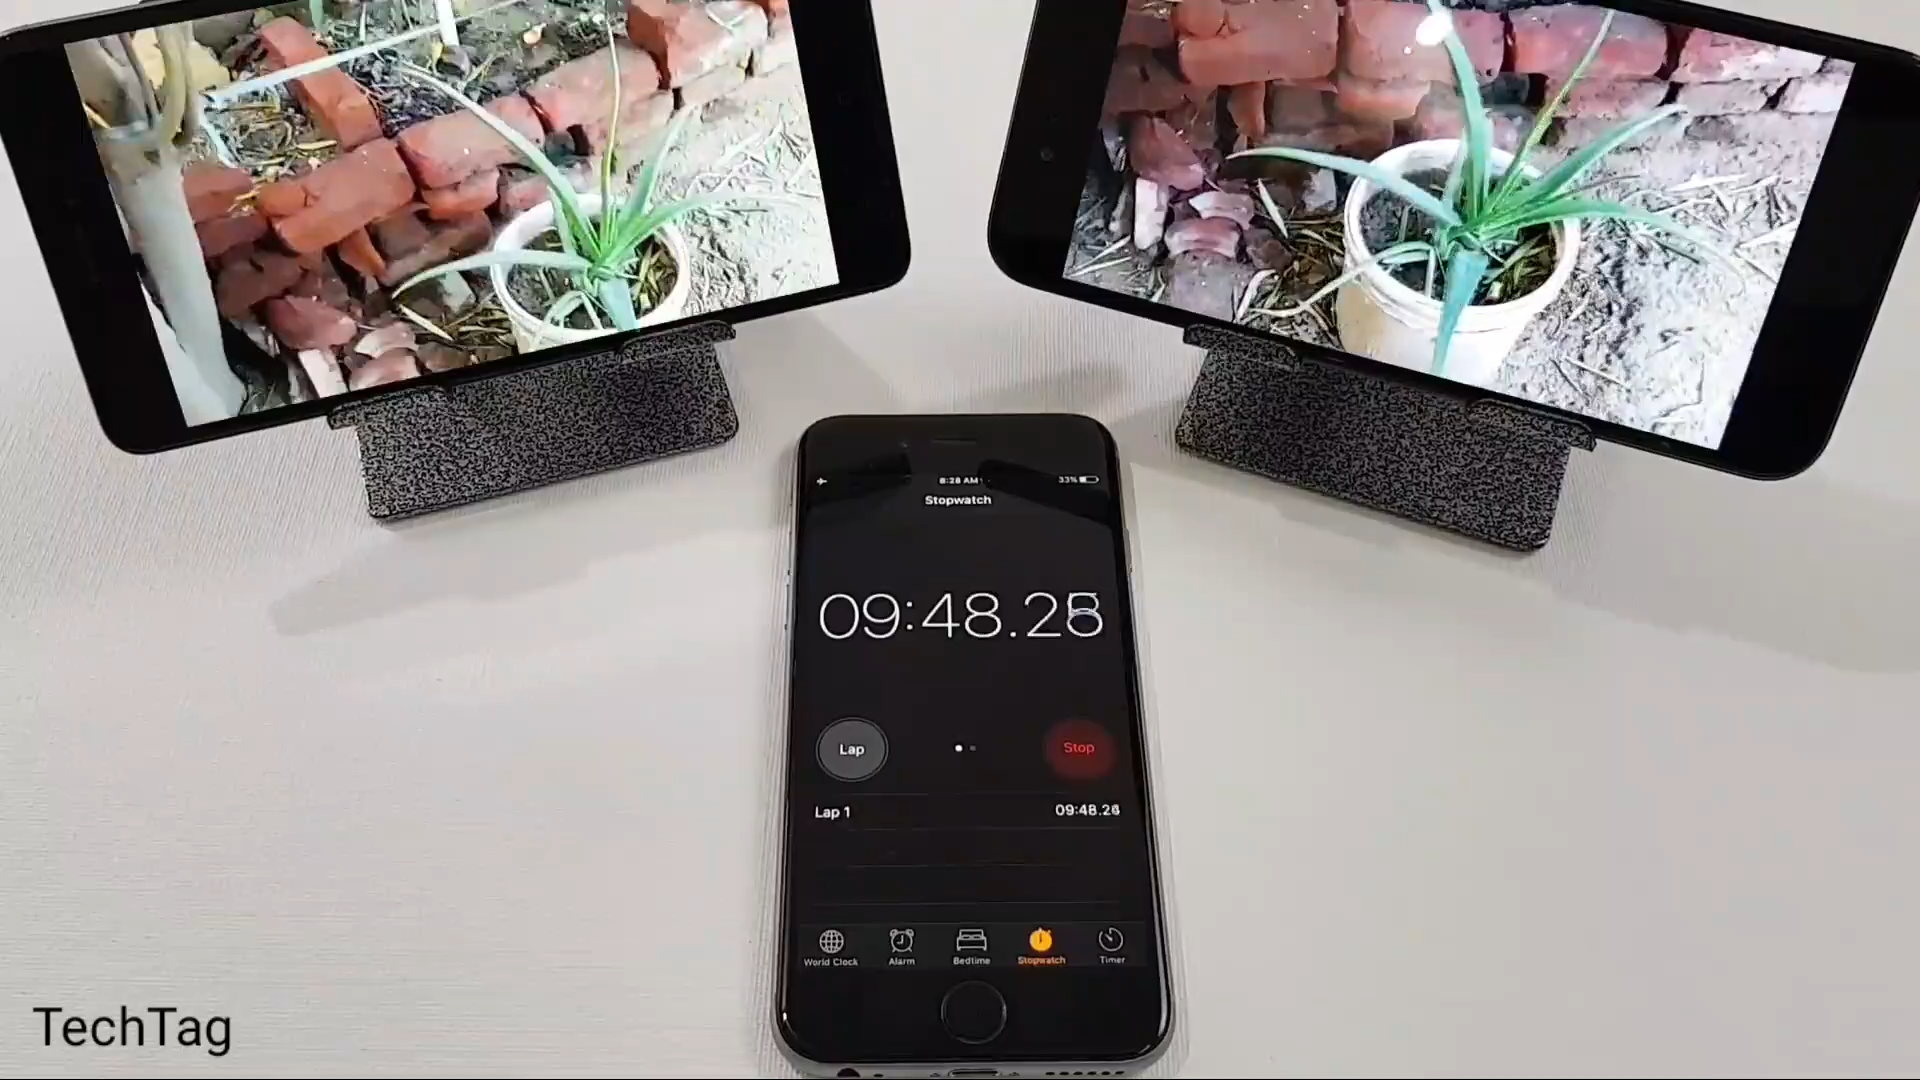 8:28 AM
33%
Stopwatch
09:48.28
Lap
Stop
Lap 1
09:48.26
World Clock
Alarm
Bedtime
Stopwatch
Timer
TechTag